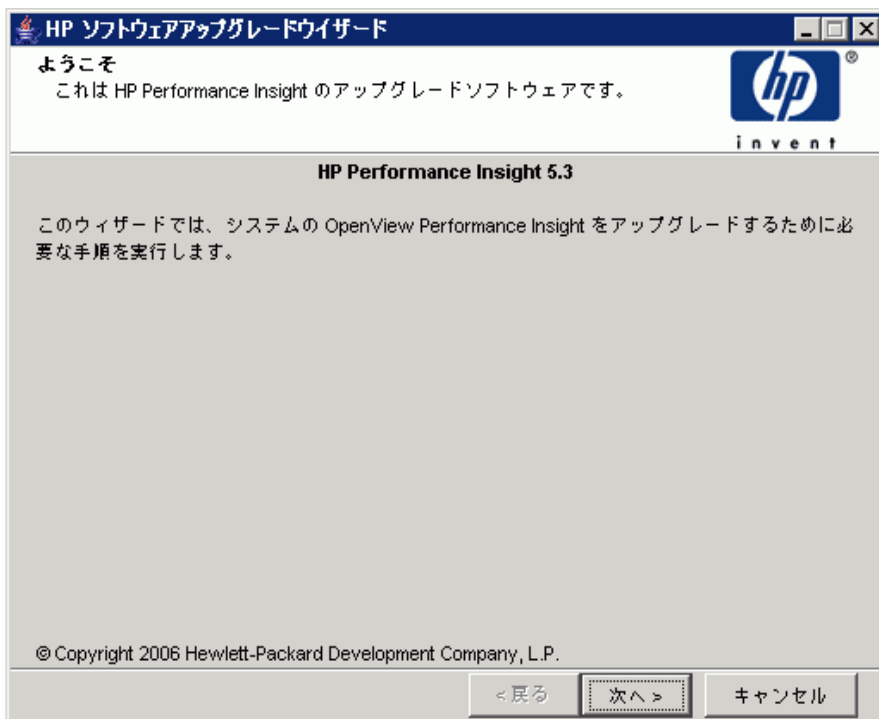 HP ソフトウェアアップグレードウイザード
ようこそ
これは HP Performance Insight のアップグレードソフトウェアです。
hp
®
invent
HP Performance Insight 5.3
このウィザードでは、システムの OpenView Performance Insight をアップグレードするために必
要な手順を実行します。
© Copyright 2006 Hewlett-Packard Development Company, L.P.
<戻る
次へ >
キャンセル